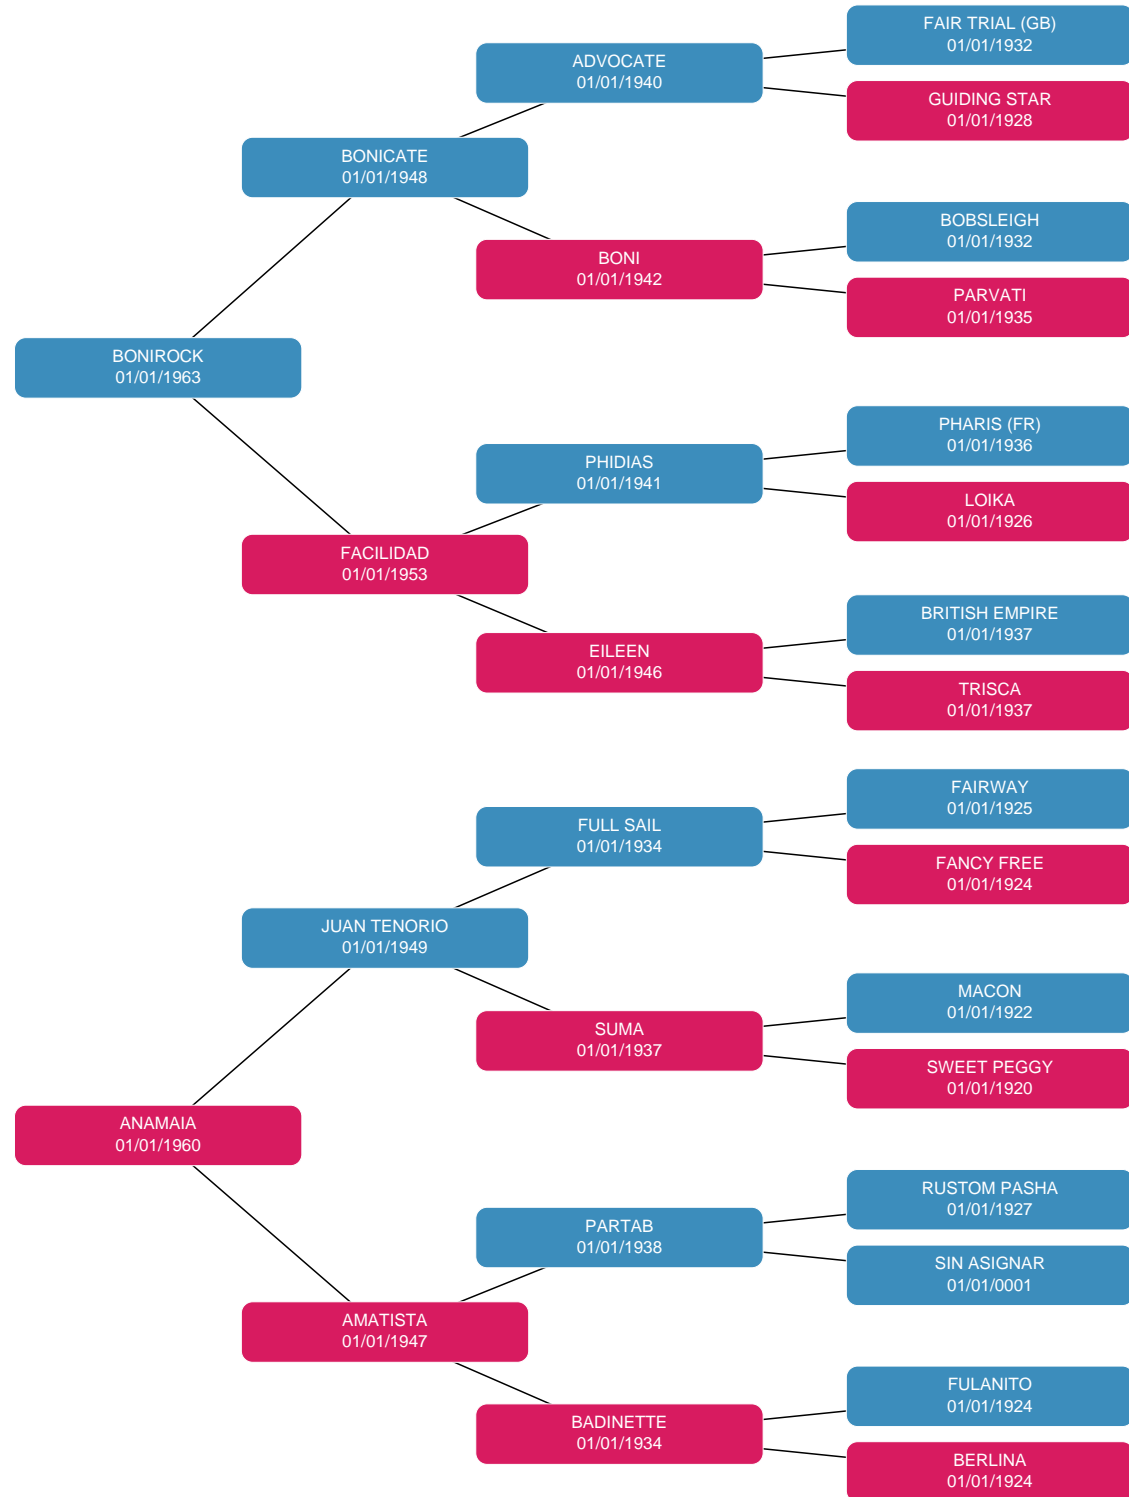 FAIR TRIAL (GB)
01/01/1932
ADVOCATE
01/01/1940
GUIDING STAR
01/01/1928
BONICATE
01/01/1948
BOBSLEIGH
01/01/1932
BONI
01/01/1942
PARVATI
01/01/1935
BONIROCK
01/01/1963
PHARIS (FR)
01/01/1936
PHIDIAS
01/01/1941
LOIKA
01/01/1926
FACILIDAD
01/01/1953
BRITISH EMPIRE
01/01/1937
EILEEN
01/01/1946
TRISCA
01/01/1937
FAIRWAY
01/01/1925
FULL SAIL
01/01/1934
FANCY FREE
01/01/1924
JUAN TENORIO
01/01/1949
MACON
01/01/1922
SUMA
01/01/1937
SWEET PEGGY
01/01/1920
ANAMAIA
01/01/1960
RUSTOM PASHA
01/01/1927
PARTAB
01/01/1938
SIN ASIGNAR
01/01/0001
AMATISTA
01/01/1947
FULANITO
01/01/1924
BADINETTE
01/01/1934
BERLINA
01/01/1924